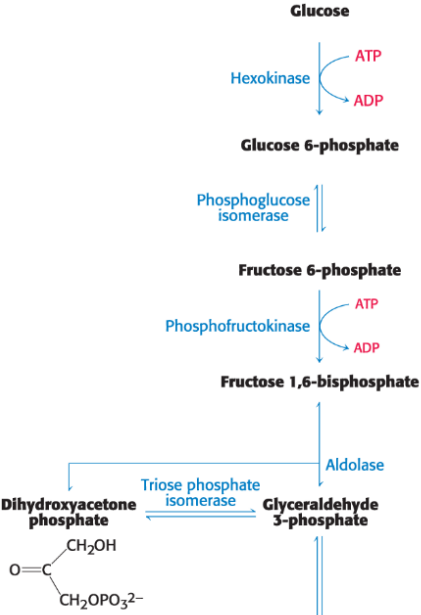 Glucose
ATP
Hexokinase
ADP
Glucose 6-phosphate
Phosphoglucose
isomerase
Fructose 6-phosphate
ATP
Phosphofructokinase
ADP
Fructose 1,6-bisphosphate
Aldolase
Triose phosphate
isomerase
Dihydroxyacetone
phosphate
Glyceraldehyde
3-phosphate
CH₂OH
O=C
CH₂OPO₃²⁻